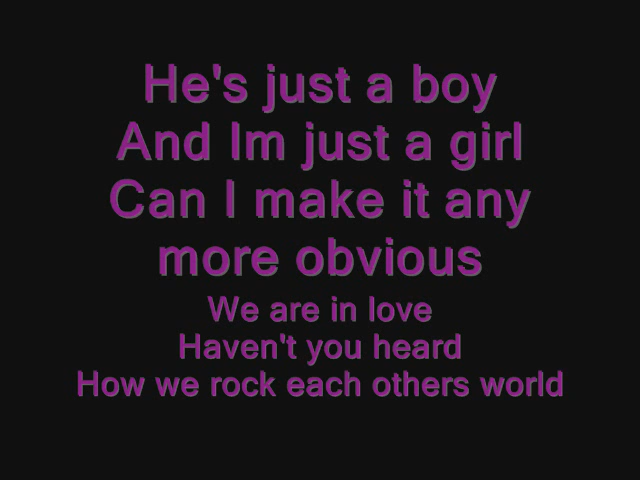 He's just a boy
And Im just a girl
Can I make it any
more obvious
We are in love
Haven't you heard
How we rock each others world